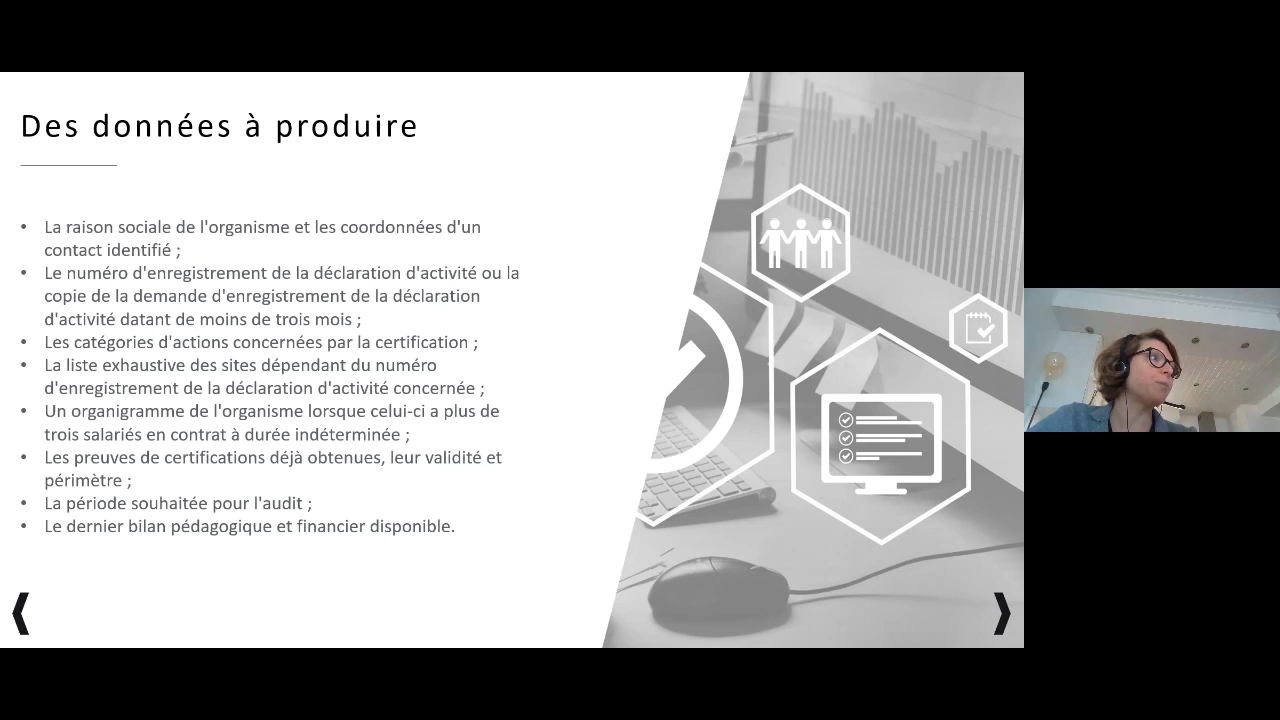 Des données à produire
• La raison sociale de l'organisme et les coordonnées d'un
contact identifié ;
• Le numéro d'enregistrement de la déclaration d'activité ou la
copie de la demande d'enregistrement de la déclaration
d'activité datant de moins de trois mois ;
• Les catégories d'actions concernées par la certification ;
• La liste exhaustive des sites dépendant du numéro
d'enregistrement de la déclaration d'activité concernée ;
• Un organigramme de l'organisme lorsque celui-ci a plus de
trois salariés en contrat à durée indéterminée ;
• Les preuves de certifications déjà obtenues, leur validité et
périmètre ;
• La période souhaitée pour l'audit ;
• Le dernier bilan pédagogique et financier disponible.